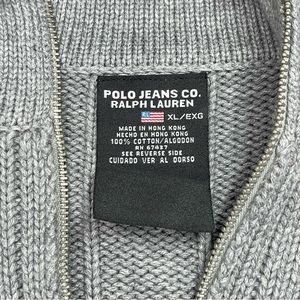 POLO JEANS CO.
RALPH LAUREN
XL/EXG
MADE IN HONG KONG
HECHO EN HONG KONG
100% COTTON/ALGODON
RN 67437
SEE REVERSE SIDE
CUIDADO VER AL DORSO